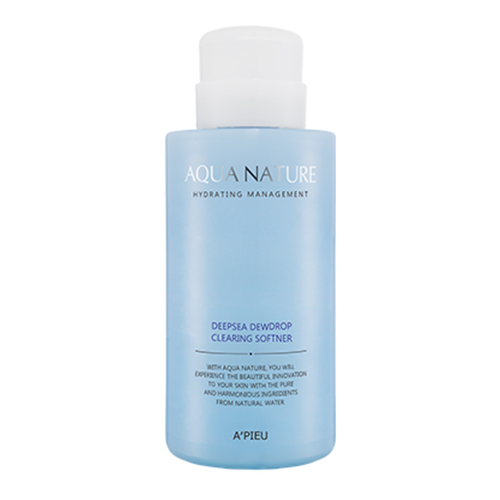 AQUA NATURE
HYDRATING MANAGEMENT
DEEPSEA DEWDROP
CLEARING SOFTNER
WITH AQUA NATURE, YOU WILL
EXPERIENCE THE BEAUTIFUL INNOVATION
TO YOUR SKIN WITH THE PURE
AND HARMONIOUS INGREDIENTS
FROM NATURAL WATER
A'PIEU